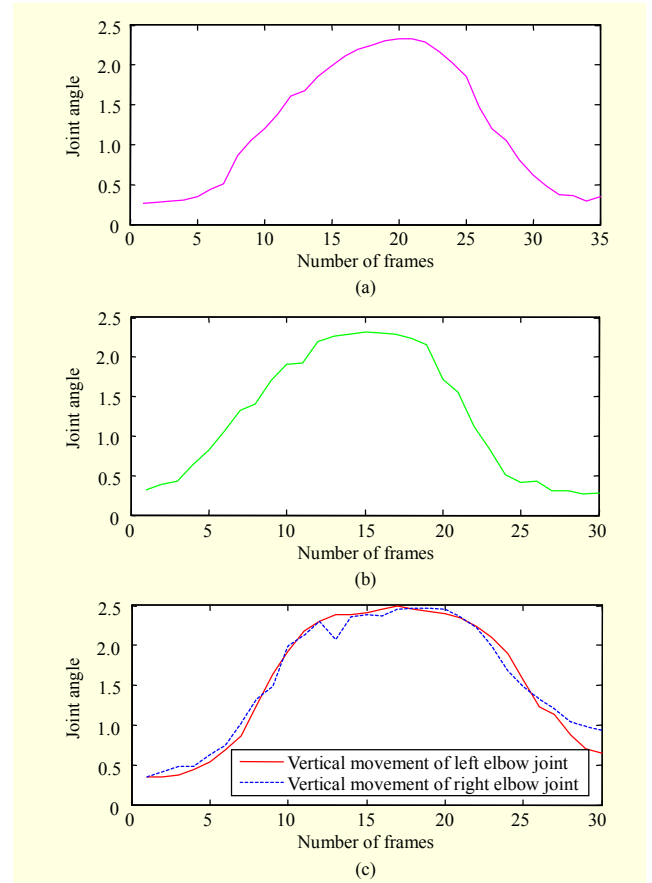 2.5
2.0
1.5
1.0
0.5
0
Joint angle
0 5 10 15 20 25 30 35
Number of frames
(a)
2.5
2.0
1.5
1.0
0.5
0
Joint angle
0 5 10 15 20 25 30
Number of frames
(b)
2.5
2.0
1.5
1.0
0.5
0
Joint angle
Vertical movement of left elbow joint
Vertical movement of right elbow joint
0 5 10 15 20 25 30
Number of frames
(c)